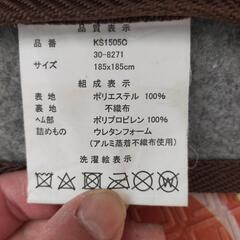 品質表示
品番 KS1505C
30-8271
サイズ 185x185cm
組成表示
表地 ポリエステル 100%
裏地 不織布
ヘム部 ポリプロピレン 100%
詰めもの ウレタンフォーム
(アルミ蒸着不織布使用)
洗濯絵表示